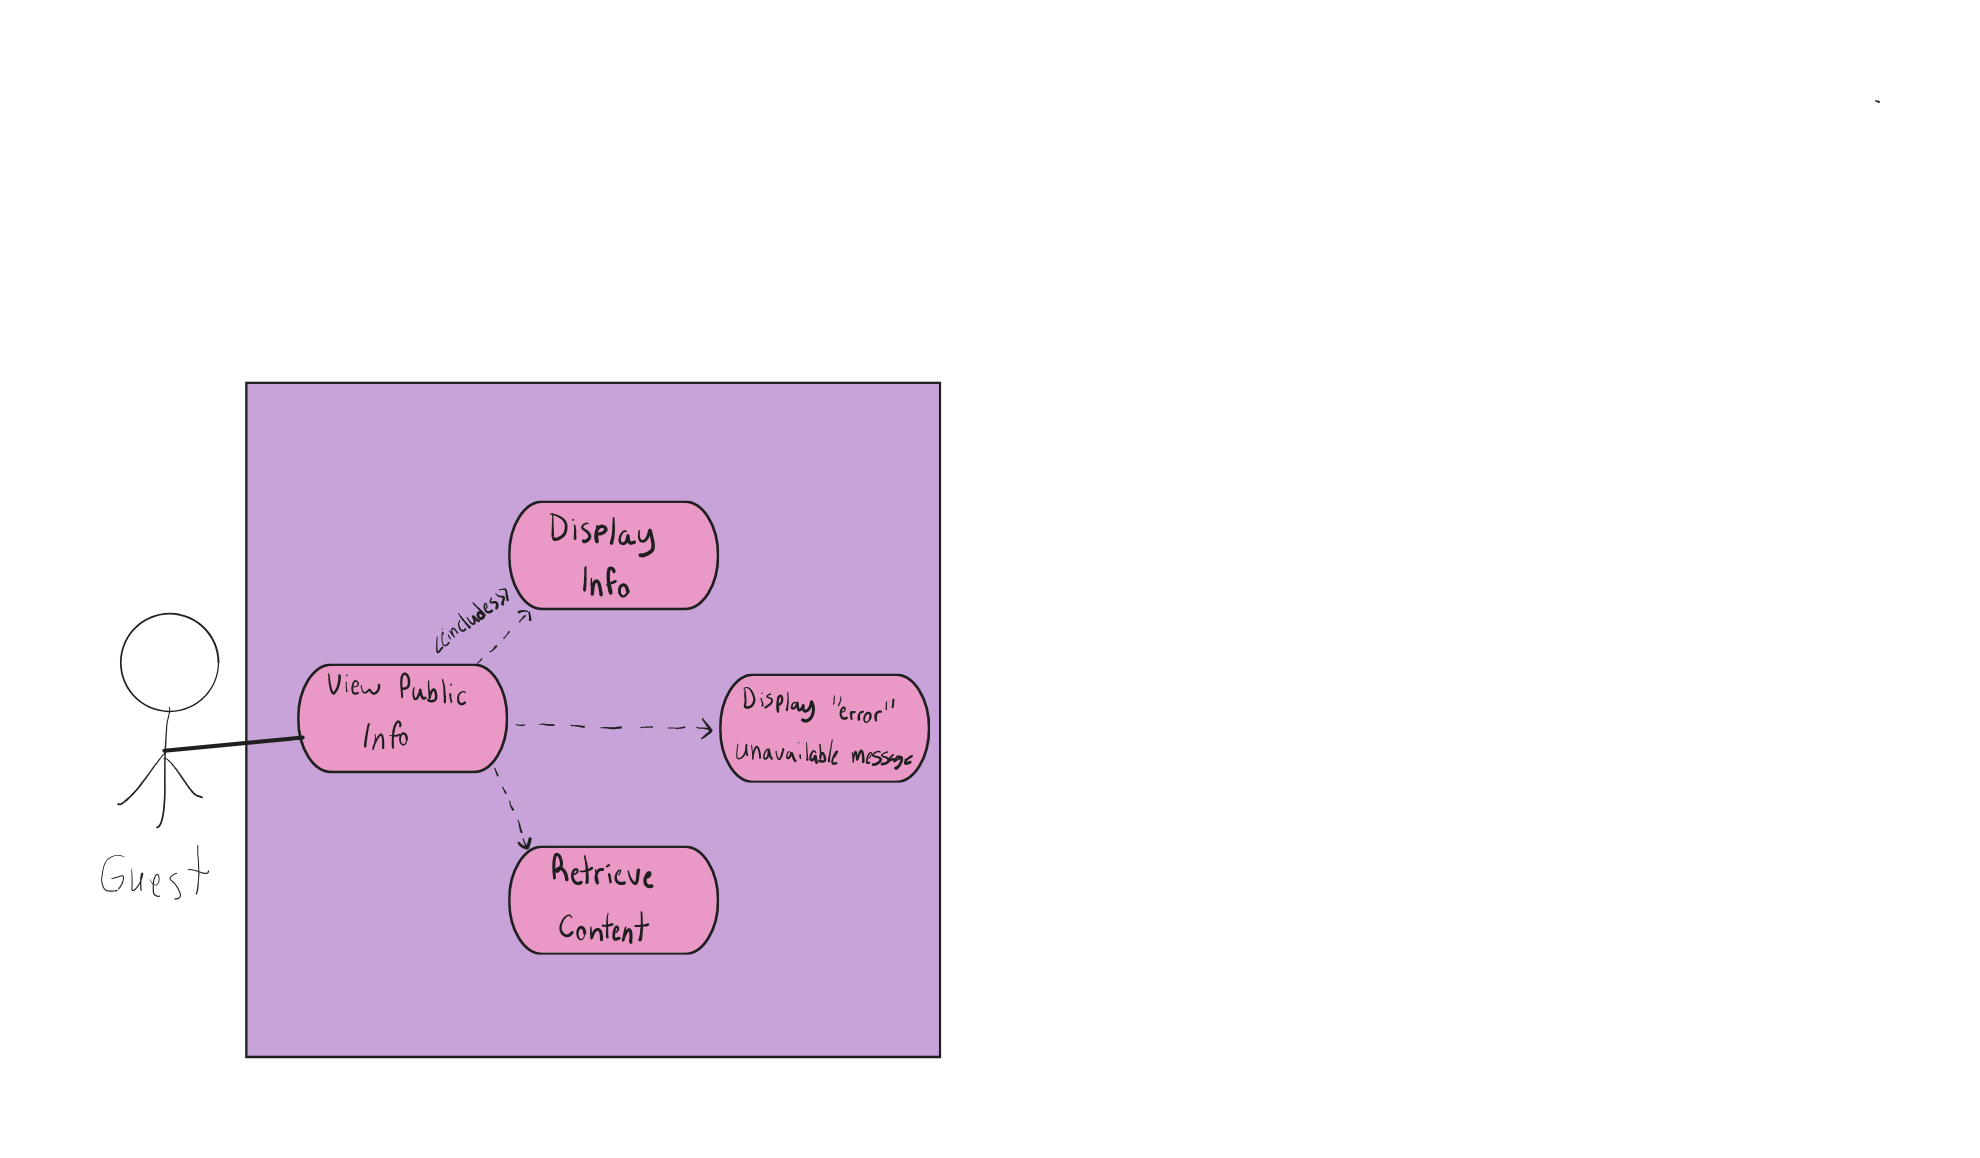 Display
Info
<<includes>>
View Public
Info
Display "error"
unavailable message
Retrieve
Content
Guest